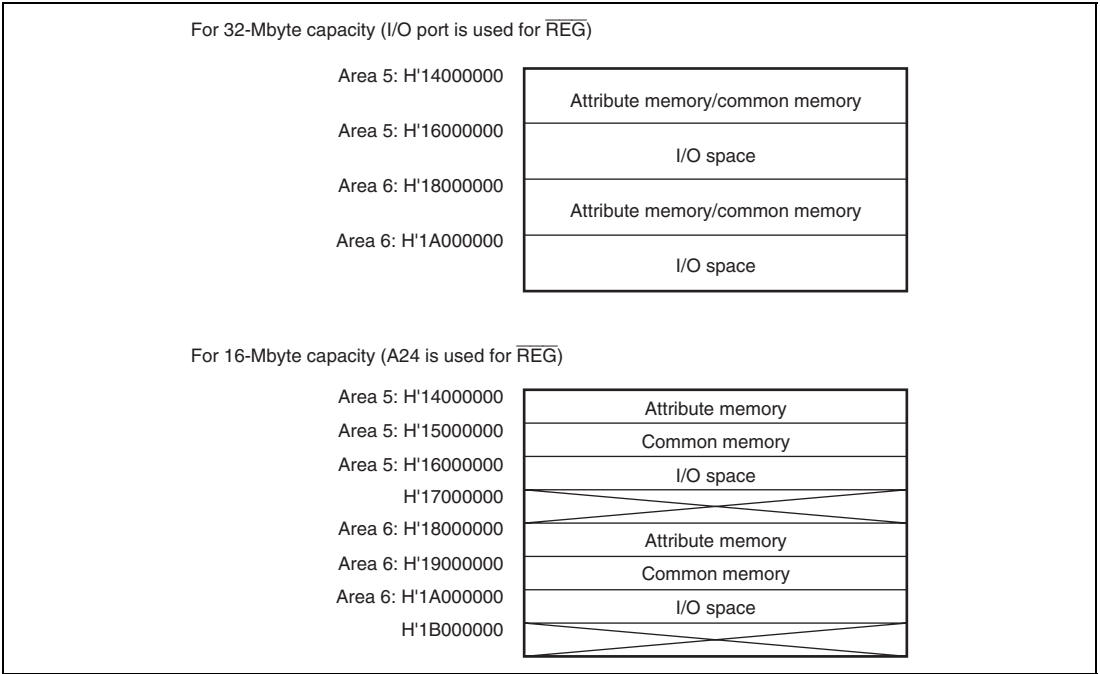 For 32-Mbyte capacity (I/O port is used for R̅E̅G̅)
Area 5: H'14000000
Attribute memory/common memory
Area 5: H'16000000
I/O space
Area 6: H'18000000
Attribute memory/common memory
Area 6: H'1A000000
I/O space
For 16-Mbyte capacity (A24 is used for R̅E̅G̅)
Area 5: H'14000000
Attribute memory
Area 5: H'15000000
Common memory
Area 5: H'16000000
I/O space
H'17000000
Area 6: H'18000000
Attribute memory
Area 6: H'19000000
Common memory
Area 6: H'1A000000
I/O space
H'1B000000